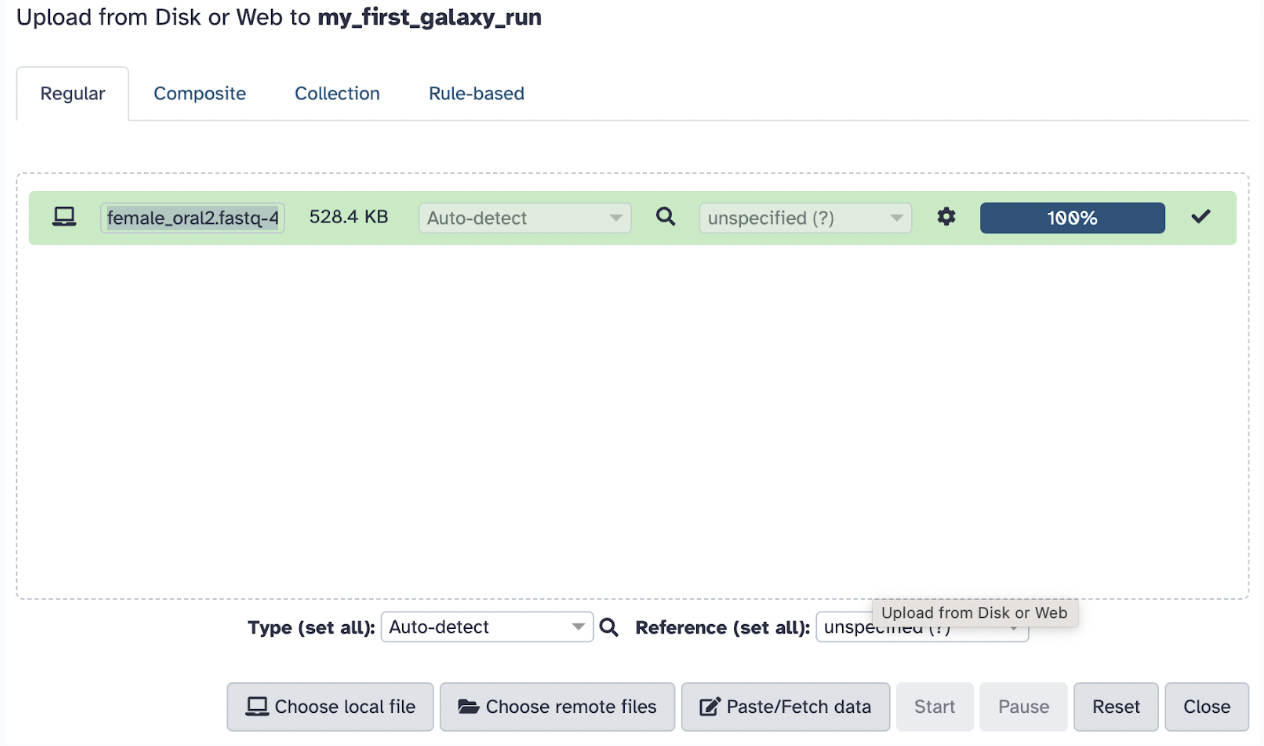 Upload from Disk or Web to my_first_galaxy_run
Regular Composite Collection Rule-based
female_oral2.fastq-4 528.4 KB Auto-detect unspecified (?) 100%
Upload from Disk or Web
Type (set all): Auto-detect Reference (set all): unspecified (?)
Choose local file Choose remote files Paste/Fetch data Start Pause Reset Close